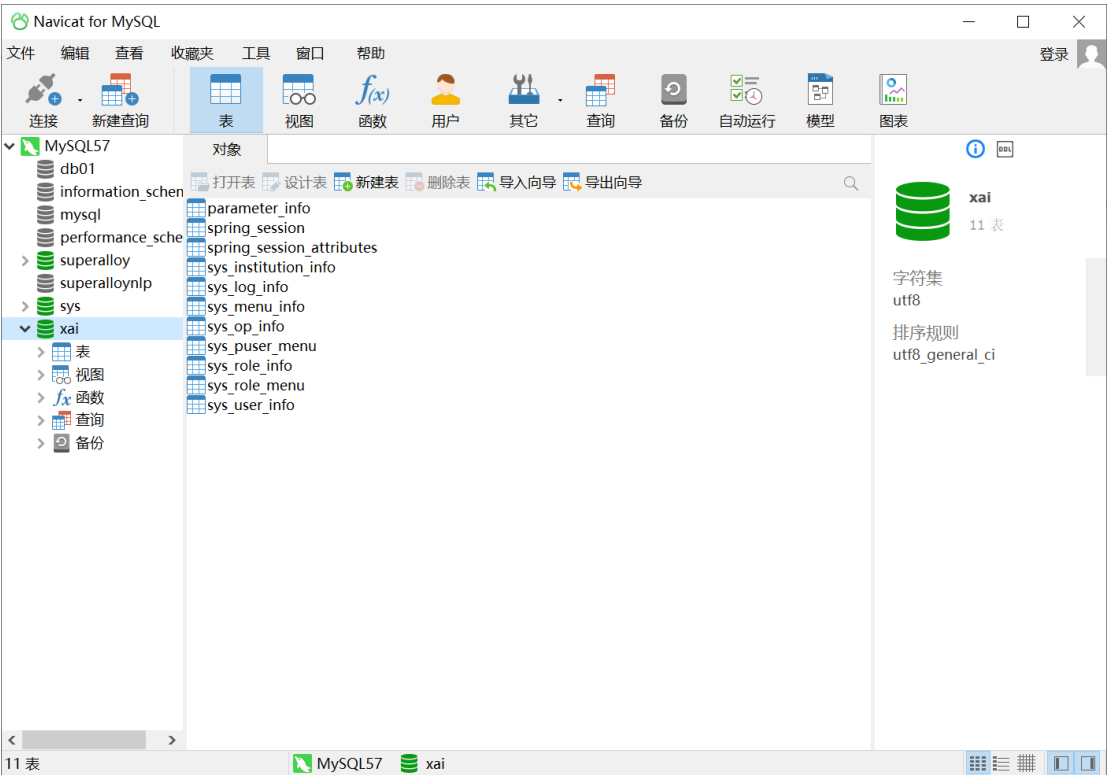 Navicat for MySQL
文件 编辑 查看 收藏夹 工具 窗口 帮助 登录
连接 新建查询 表 视图 函数 用户 其它 查询 备份 自动运行 模型 图表
MySQL57
db01
information_schen
mysql
performance_sche
superalloy
superalloynlp
sys
xai
表
视图
函数
查询
备份
对象
打开表 设计表 新建表 删除表 导入向导 导出向导
parameter_info
spring_session
spring_session_attributes
sys_institution_info
sys_log_info
sys_menu_info
sys_op_info
sys_puser_menu
sys_role_info
sys_role_menu
sys_user_info
DDL
xai
11 表
字符集
utf8
排序规则
utf8_general_ci
11 表 MySQL57 xai